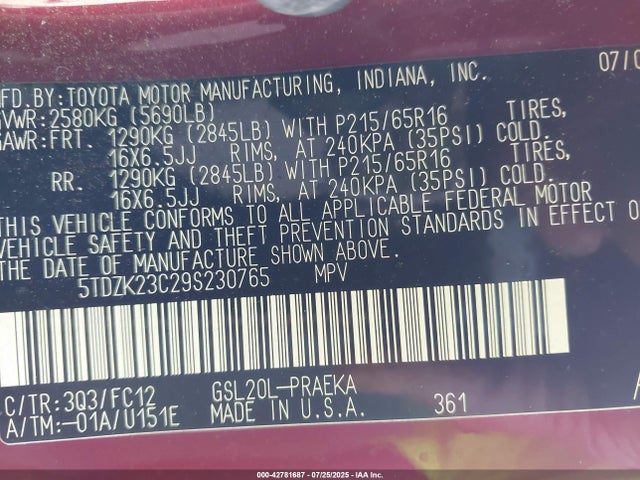 MFD. BY: TOYOTA MOTOR MANUFACTURING, INDIANA, INC. 07/0
GVWR: 2580KG (5690LB)
GAWR: FRT. 1290KG (2845LB) WITH P215/65R16 TIRES,
16X6.5JJ RIMS, AT 240KPA (35PSI) COLD.
RR. 1290KG (2845LB) WITH P215/65R16 TIRES,
16X6.5JJ RIMS, AT 240KPA (35PSI) COLD.
THIS VEHICLE CONFORMS TO ALL APPLICABLE FEDERAL MOTOR
VEHICLE SAFETY AND THEFT PREVENTION STANDARDS IN EFFECT O
THE DATE OF MANUFACTURE SHOWN ABOVE.
5TDZK23C29S230765 MPV
C/TR: 3Q3/FC12 GSL20L-PRAEKA A
A/TM: -01A/U151E MADE IN U.S.A. 361
000-42781687 - 07/25/2025 - IAA Inc.